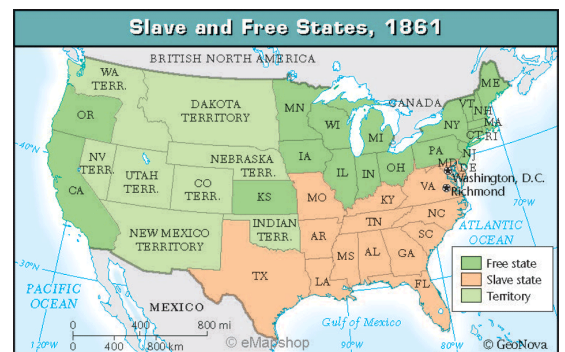 Slave and Free States, 1861
BRITISH NORTH AMERICA
WA
TERR.
OR
DAKOTA
TERRITORY
MN
CANADA
ME
VT
NH
MA
CT
RI
NY
WI
MI
40°N
NV
TERR.
UTAH
TERR.
NEBRASKA
TERR.
CO
TERR.
IA
IL
IN
OH
PA
NJ
MD
DE
Washington, D.C.
Richmond
CA
KS
MO
KY
VA
70°W
NEW MEXICO
TERRITORY
INDIAN
TERR.
AR
TN
NC
SC
ATLANTIC
OCEAN
30°N
TX
LA
MS
AL
GA
FL
Free state
Slave state
Territory
PACIFIC
OCEAN
MEXICO
Gulf of Mexico
0 400 800 mi
0 400 800 km
120°W
90°W
80°W
© eMapshop
© GeoNova